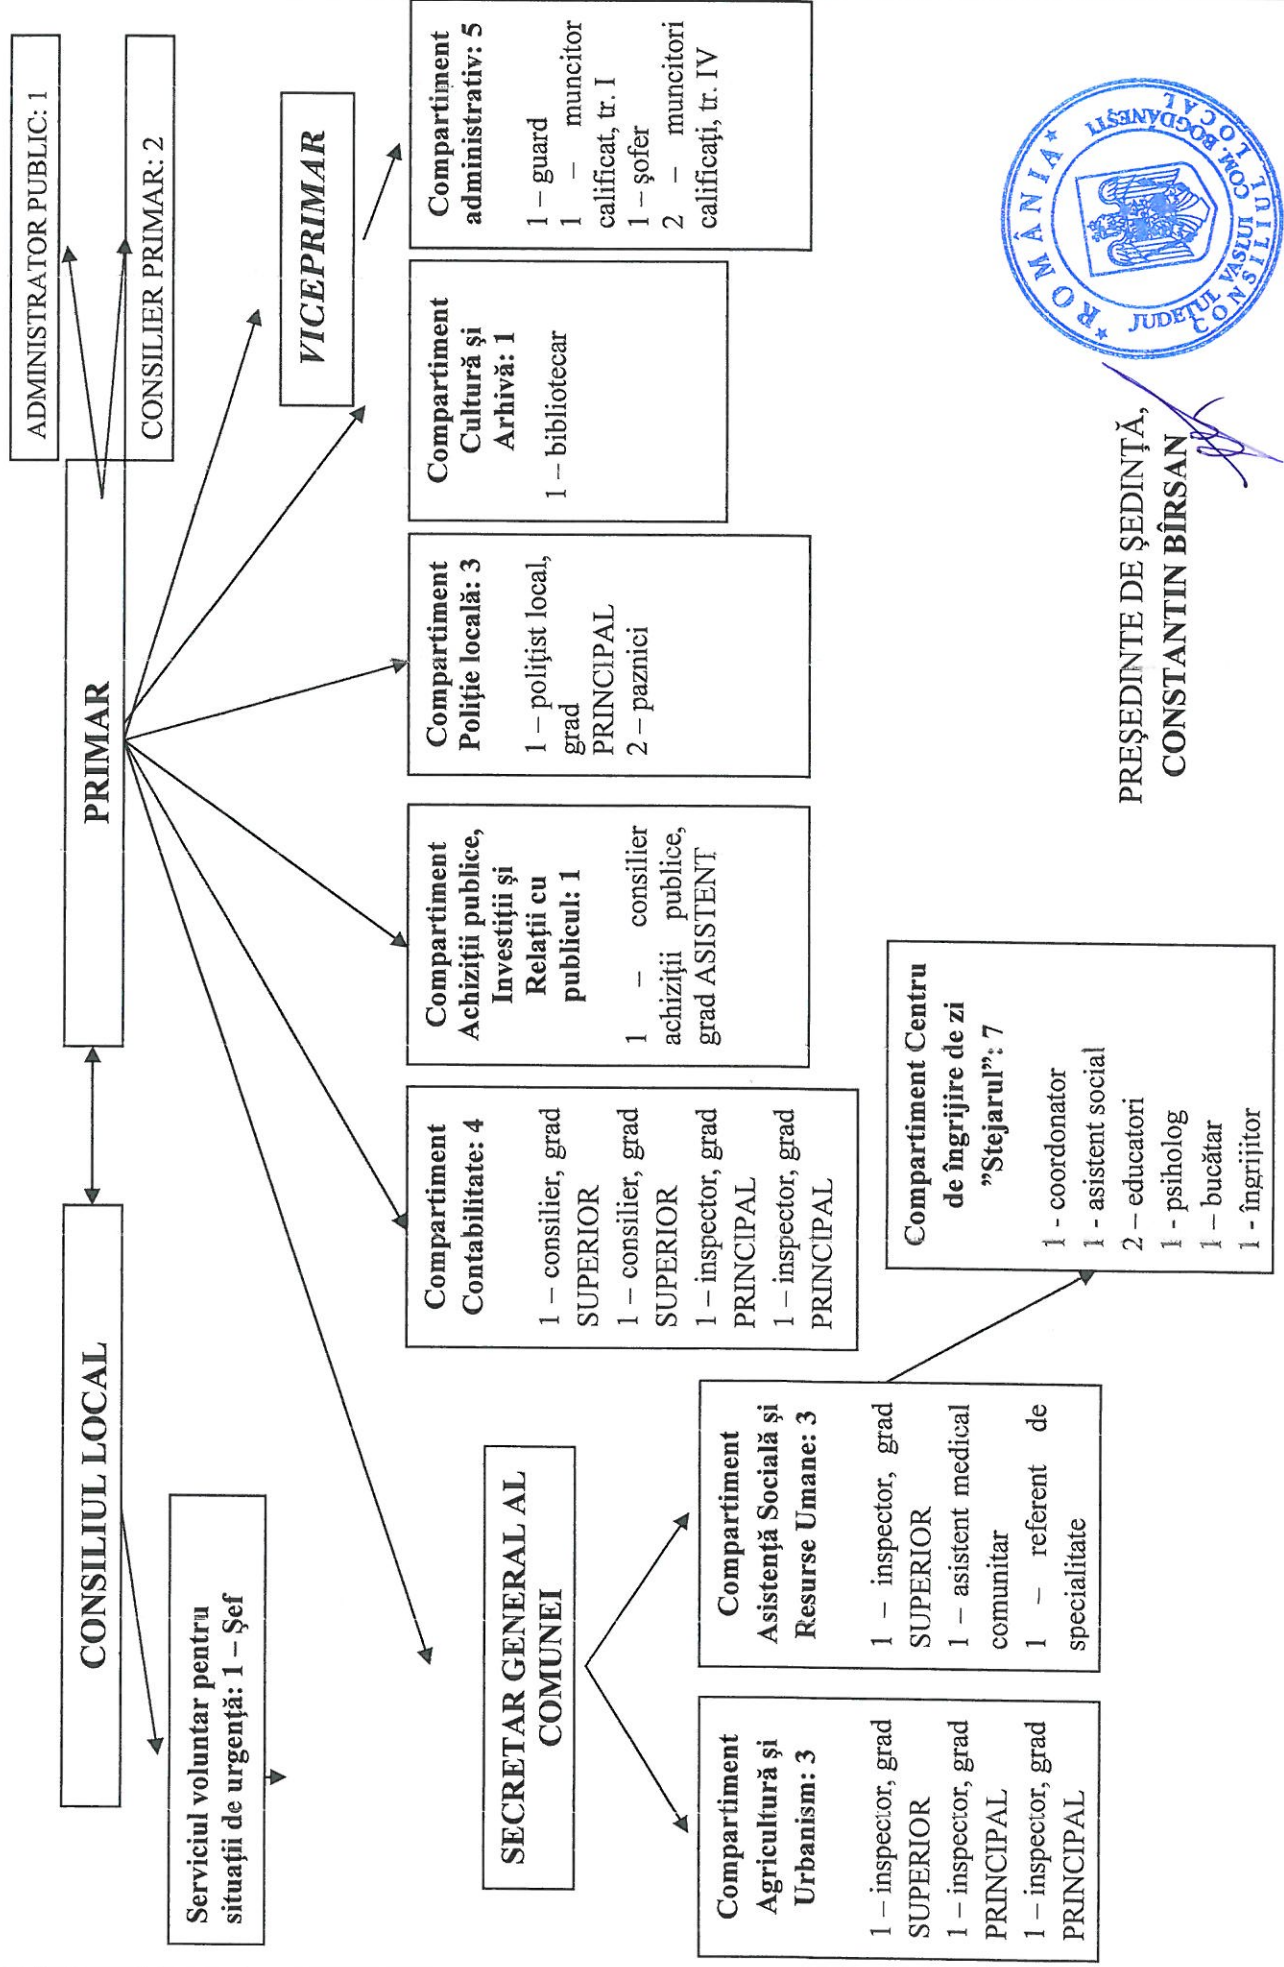 ADMINISTRATOR PUBLIC: 1
CONSILIUL LOCAL
PRIMAR
CONSILIER PRIMAR: 2
Serviciul voluntar pentru
situații de urgență: 1 – Șef
VICEPRIMAR
SECRETAR GENERAL AL
COMUNEI
Compartiment
Contabilitate: 4
1 – consilier, grad
SUPERIOR
1 – consilier, grad
SUPERIOR
1 – inspector, grad
PRINCIPAL
1 – inspector, grad
PRINCIPAL
Compartiment
Achiziții publice,
Investiții și
Relații cu
publicul: 1
1 – consilier
achiziții publice,
grad ASISTENT
Compartiment
Poliție locală: 3
1 – polițist local,
grad
PRINCIPAL
2 – paznici
Compartiment
Cultură și
Arhivă: 1
1 – bibliotecar
Compartiment
administrativ: 5
1 – guard
1 – muncitor
calificat, tr. I
1 – șofer
2 – muncitori
calificați, tr. IV
Compartiment
Agricultură și
Urbanism: 3
1 – inspector, grad
SUPERIOR
1 – inspector, grad
PRINCIPAL
1 – inspector, grad
PRINCIPAL
Compartiment
Asistență Socială și
Resurse Umane: 3
1 – inspector, grad
SUPERIOR
1 – asistent medical
comunitar
1 – referent de
specialitate
Compartiment Centru
de îngrijire de zi
”Stejarul”: 7
1 - coordonator
1 - asistent social
2 – educatori
1 - psiholog
1 – bucătar
1 - îngrijitor
PREȘEDINTE DE ȘEDINȚĂ,
CONSTANTIN BÎRSAN
* ROMÂNIA *
JUDEȚUL VASLUI COM. BOGDĂNEȘTI
CONSILIUL LOCAL